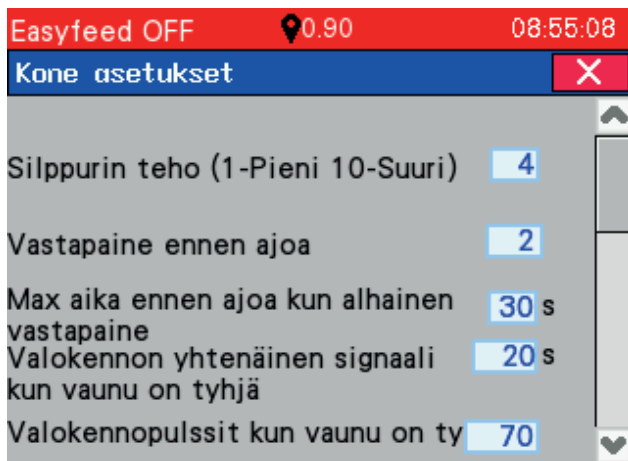 Easyfeed OFF 0.90 08:55:08
Kone asetukset
Silppurin teho (1-Pieni 10-Suuri) 4
Vastapaine ennen ajoa 2
Max aika ennen ajoa kun alhainen
vastapaine 30 s
Valokennon yhtenäinen signaali
kun vaunu on tyhjä 20 s
Valokennopulssit kun vaunu on ty 70